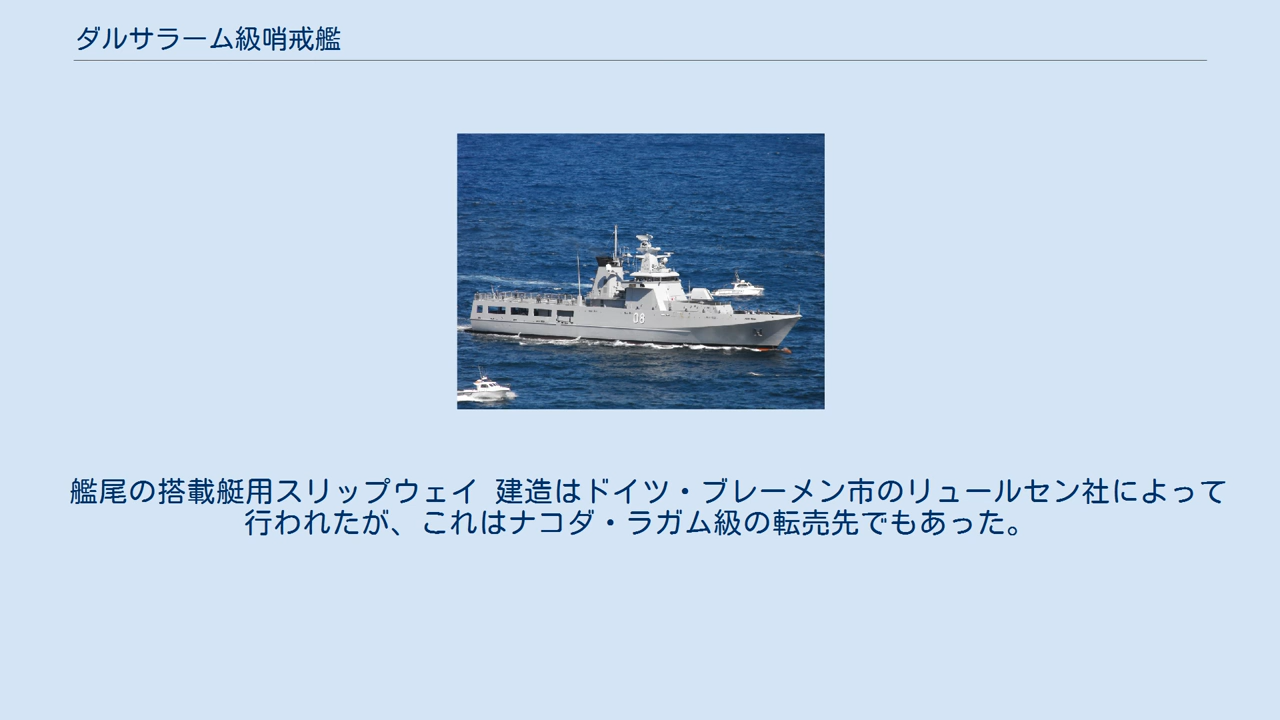 ダルサラーム級哨戒艦
08
艦尾の搭載艇用スリップウェイ 建造はドイツ・ブレーメン市のリュールセン社によって
行われたが、これはナコダ・ラガム級の転売先でもあった。